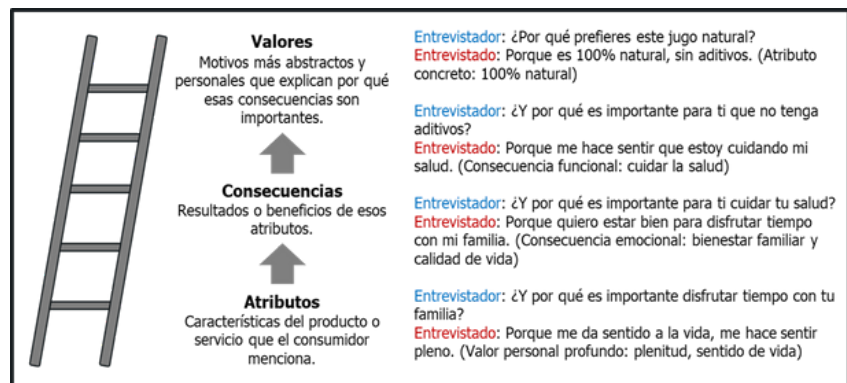 Valores
Motivos más abstractos y
personales que explican por qué
esas consecuencias son
importantes.
Consecuencias
Resultados o beneficios de esos
atributos.
Atributos
Características del producto o
servicio que el consumidor
menciona.
Entrevistador: ¿Por qué prefieres este jugo natural?
Entrevistado: Porque es 100% natural, sin aditivos. (Atributo
concreto: 100% natural)
Entrevistador: ¿Y por qué es importante para ti que no tenga
aditivos?
Entrevistado: Porque me hace sentir que estoy cuidando mi
salud. (Consecuencia funcional: cuidar la salud)
Entrevistador: ¿Y por qué es importante para ti cuidar tu salud?
Entrevistado: Porque quiero estar bien para disfrutar tiempo
con mi familia. (Consecuencia emocional: bienestar familiar y
calidad de vida)
Entrevistador: ¿Y por qué es importante disfrutar tiempo con tu
familia?
Entrevistado: Porque me da sentido a la vida, me hace sentir
pleno. (Valor personal profundo: plenitud, sentido de vida)